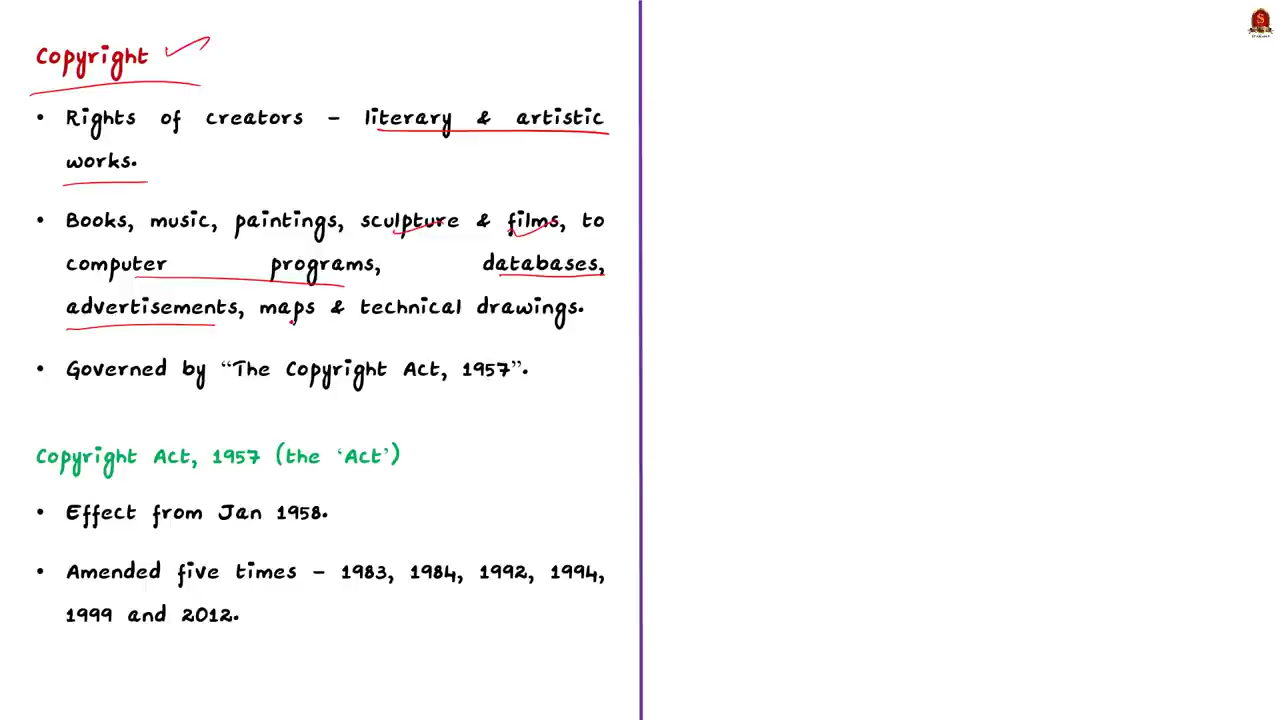 Copyright
• Rights of creators – literary & artistic
works.
• Books, music, paintings, sculpture & films, to
computer programs, databases,
advertisements, maps & technical drawings.
• Governed by “The Copyright Act, 1957”.
Copyright Act, 1957 (the ‘Act’)
• Effect from Jan 1958.
• Amended five times – 1983, 1984, 1992, 1994,
1999 and 2012.